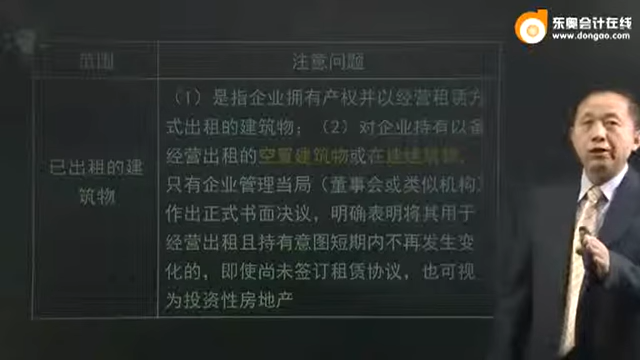 东奥会计在线
www.dongao.com
范围
注意问题
(1)是指企业拥有产权并以经营租赁方
式出租的建筑物;(2)对企业持有以备
经营出租的空置建筑物或在建建筑物,
只有企业管理当局(董事会或类似机构)
作出正式书面决议,明确表明将其用于
经营出租且持有意图短期内不再发生变
化的,即使尚未签订租赁协议,也可视
为投资性房地产
已出租的建
筑物